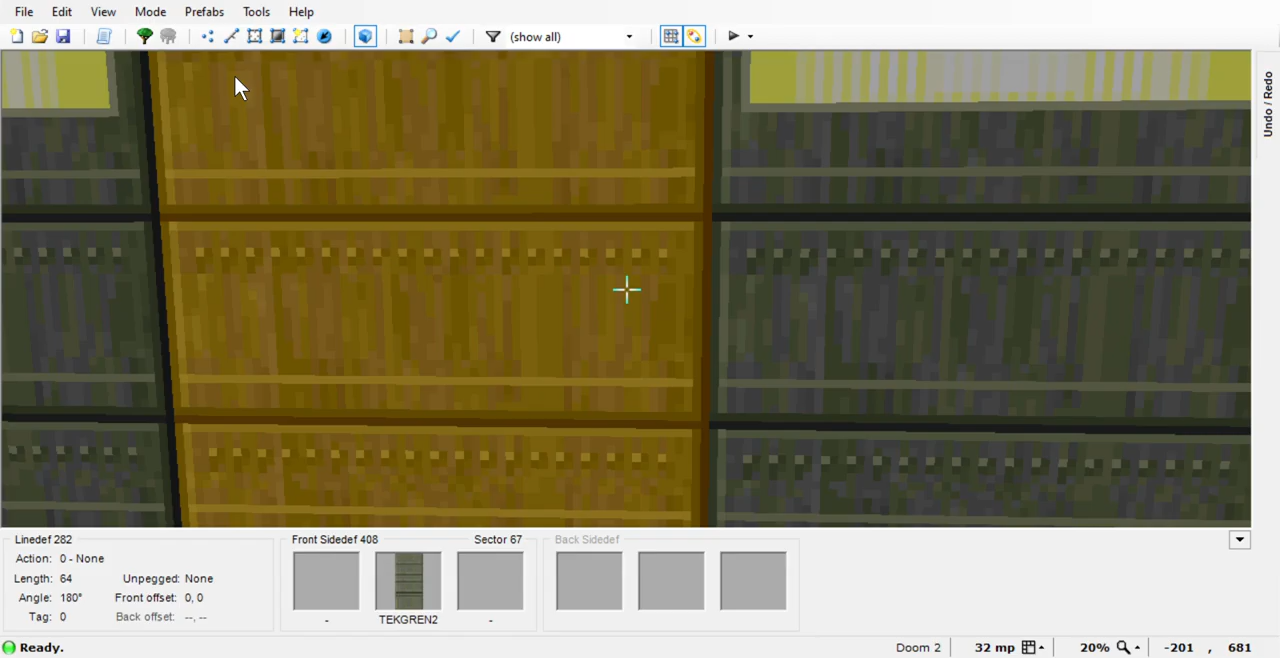 File Edit View Mode Prefabs Tools Help
(show all)
Undo / Redo
Linedef 282
Action: 0 - None
Length: 64 Unpegged: None
Angle: 180° Front offset: 0, 0
Tag: 0 Back offset: --, --
Front Sidedef 408 Sector 67
- TEKGREN2 -
Back Sidedef
Ready. Doom 2 32 mp 20% -201 , 681